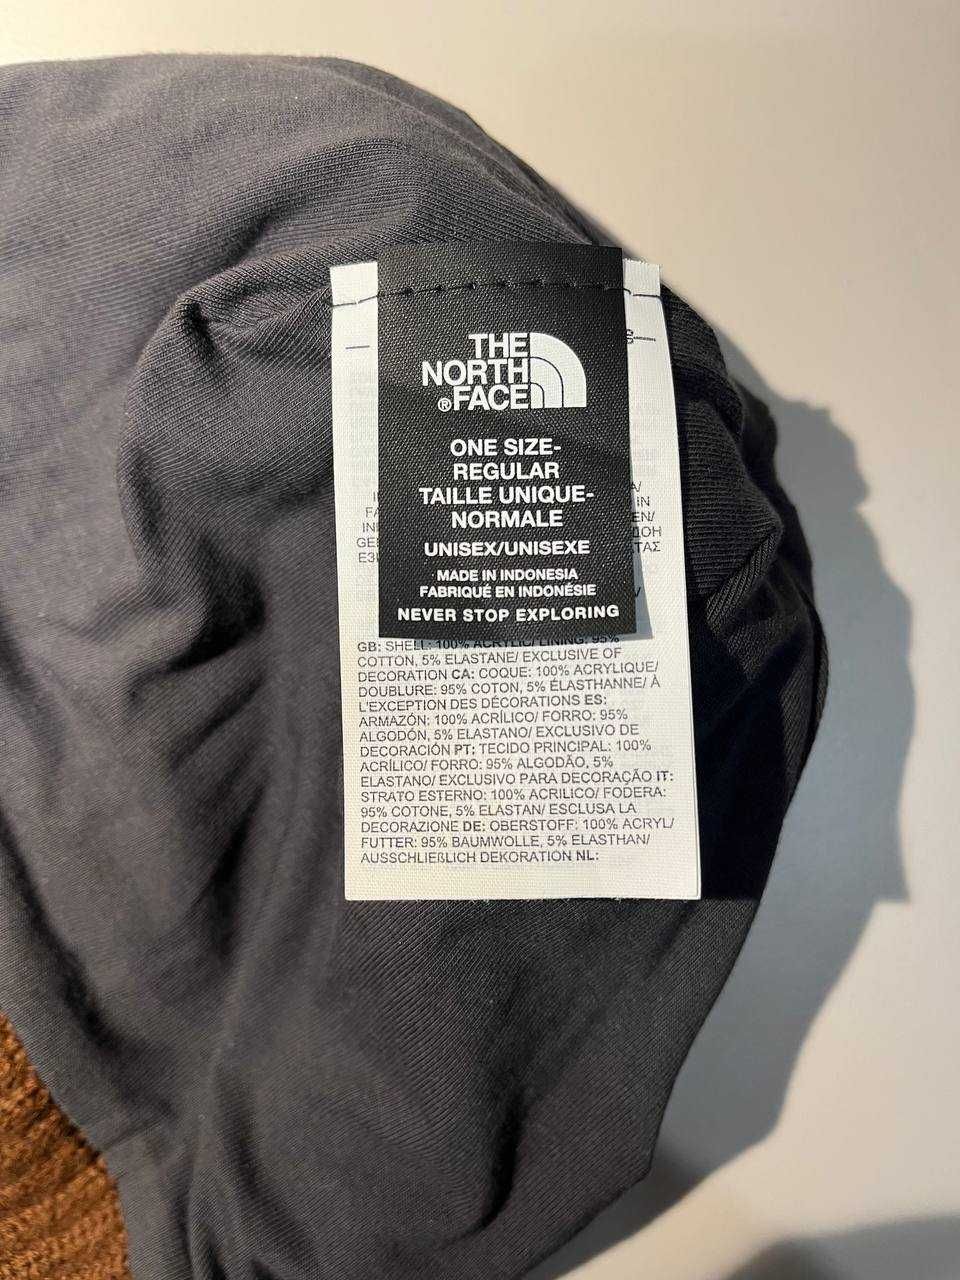 THE
NORTH
®FACE
ONE SIZE-
REGULAR
TAILLE UNIQUE-
NORMALE
UNISEX/UNISEXE
MADE IN INDONESIA
FABRIQUÉ EN INDONÉSIE
NEVER STOP EXPLORING
GB: SHELL: 100% ACRYLIC/ LINING: 95%
COTTON, 5% ELASTANE/ EXCLUSIVE OF
DECORATION CA: COQUE: 100% ACRYLIQUE/
DOUBLURE: 95% COTON, 5% ÉLASTHANNE/ À
L'EXCEPTION DES DÉCORATIONS ES:
ARMAZÓN: 100% ACRÍLICO/ FORRO: 95%
ALGODÓN, 5% ELASTANO/ EXCLUSIVO DE
DECORACIÓN PT: TECIDO PRINCIPAL: 100%
ACRÍLICO/ FORRO: 95% ALGODÃO, 5%
ELASTANO/ EXCLUSIVO PARA DECORAÇÃO IT:
STRATO ESTERNO: 100% ACRILICO/ FODERA:
95% COTONE, 5% ELASTAN/ ESCLUSA LA
DECORAZIONE DE: OBERSTOFF: 100% ACRYL/
FUTTER: 95% BAUMWOLLE, 5% ELASTHAN/
AUSSCHLIEßLICH DEKORATION NL: